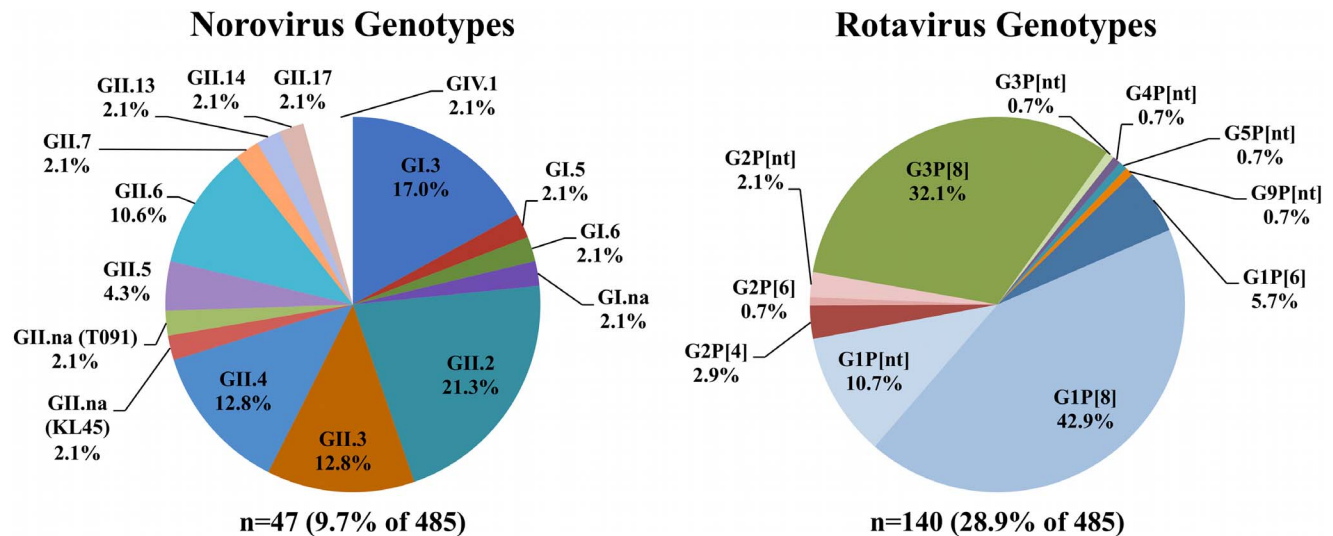 Norovirus Genotypes
GII.13
2.1%
GII.14
2.1%
GII.17
2.1%
GIV.1
2.1%
GII.7
2.1%
GI.3
17.0%
GI.5
2.1%
GII.6
10.6%
GI.6
2.1%
GII.5
4.3%
GI.na
2.1%
GII.na (T091)
2.1%
GII.2
21.3%
GII.4
12.8%
GII.na
(KL45)
2.1%
GII.3
12.8%
n=47 (9.7% of 485)
Rotavirus Genotypes
G3P[nt]
0.7%
G4P[nt]
0.7%
G5P[nt]
0.7%
G2P[nt]
2.1%
G3P[8]
32.1%
G9P[nt]
0.7%
G2P[6]
0.7%
G1P[6]
5.7%
G2P[4]
2.9%
G1P[nt]
10.7%
G1P[8]
42.9%
n=140 (28.9% of 485)